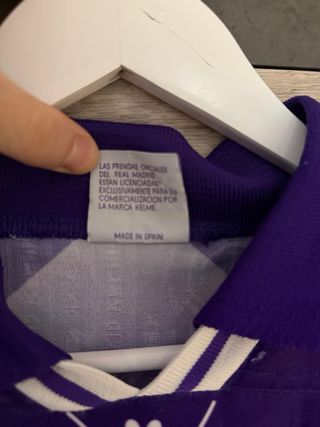 LAS PRENDAS OFICIALES
DEL REAL MADRID
ESTAN LICENCIADAS
EXCLUSIVAMENTE PARA SU
COMERCIALIZACION POR
LA MARCA KELME.
MADE IN SPAIN